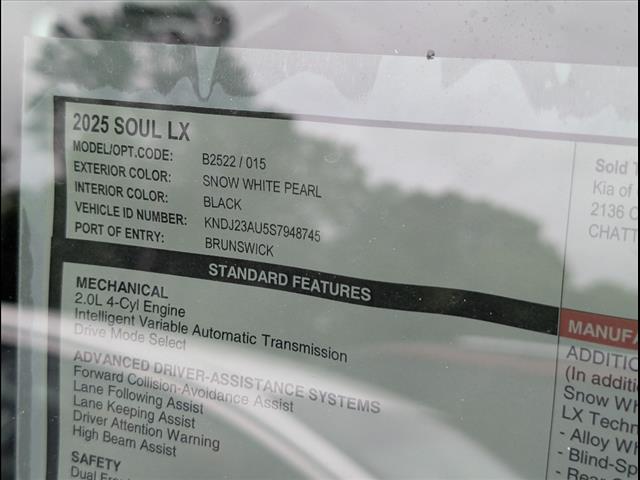 2025 SOUL LX
MODEL/OPT.CODE: B2522 / 015
EXTERIOR COLOR: SNOW WHITE PEARL
INTERIOR COLOR: BLACK
VEHICLE ID NUMBER: KNDJ23AU5S7948745
PORT OF ENTRY: BRUNSWICK
STANDARD FEATURES
MECHANICAL
2.0L 4-Cyl Engine
Intelligent Variable Automatic Transmission
Drive Mode Select
ADVANCED DRIVER-ASSISTANCE SYSTEMS
Forward Collision-Avoidance Assist
Lane Following Assist
Lane Keeping Assist
Driver Attention Warning
High Beam Assist
SAFETY
Dual
Sold
Kia of
2136
CHATT
MANUFA
ADDITIO
(In additi
Snow Wh
LX Techn
- Alloy Wh
- Blind-Sp
- Rear